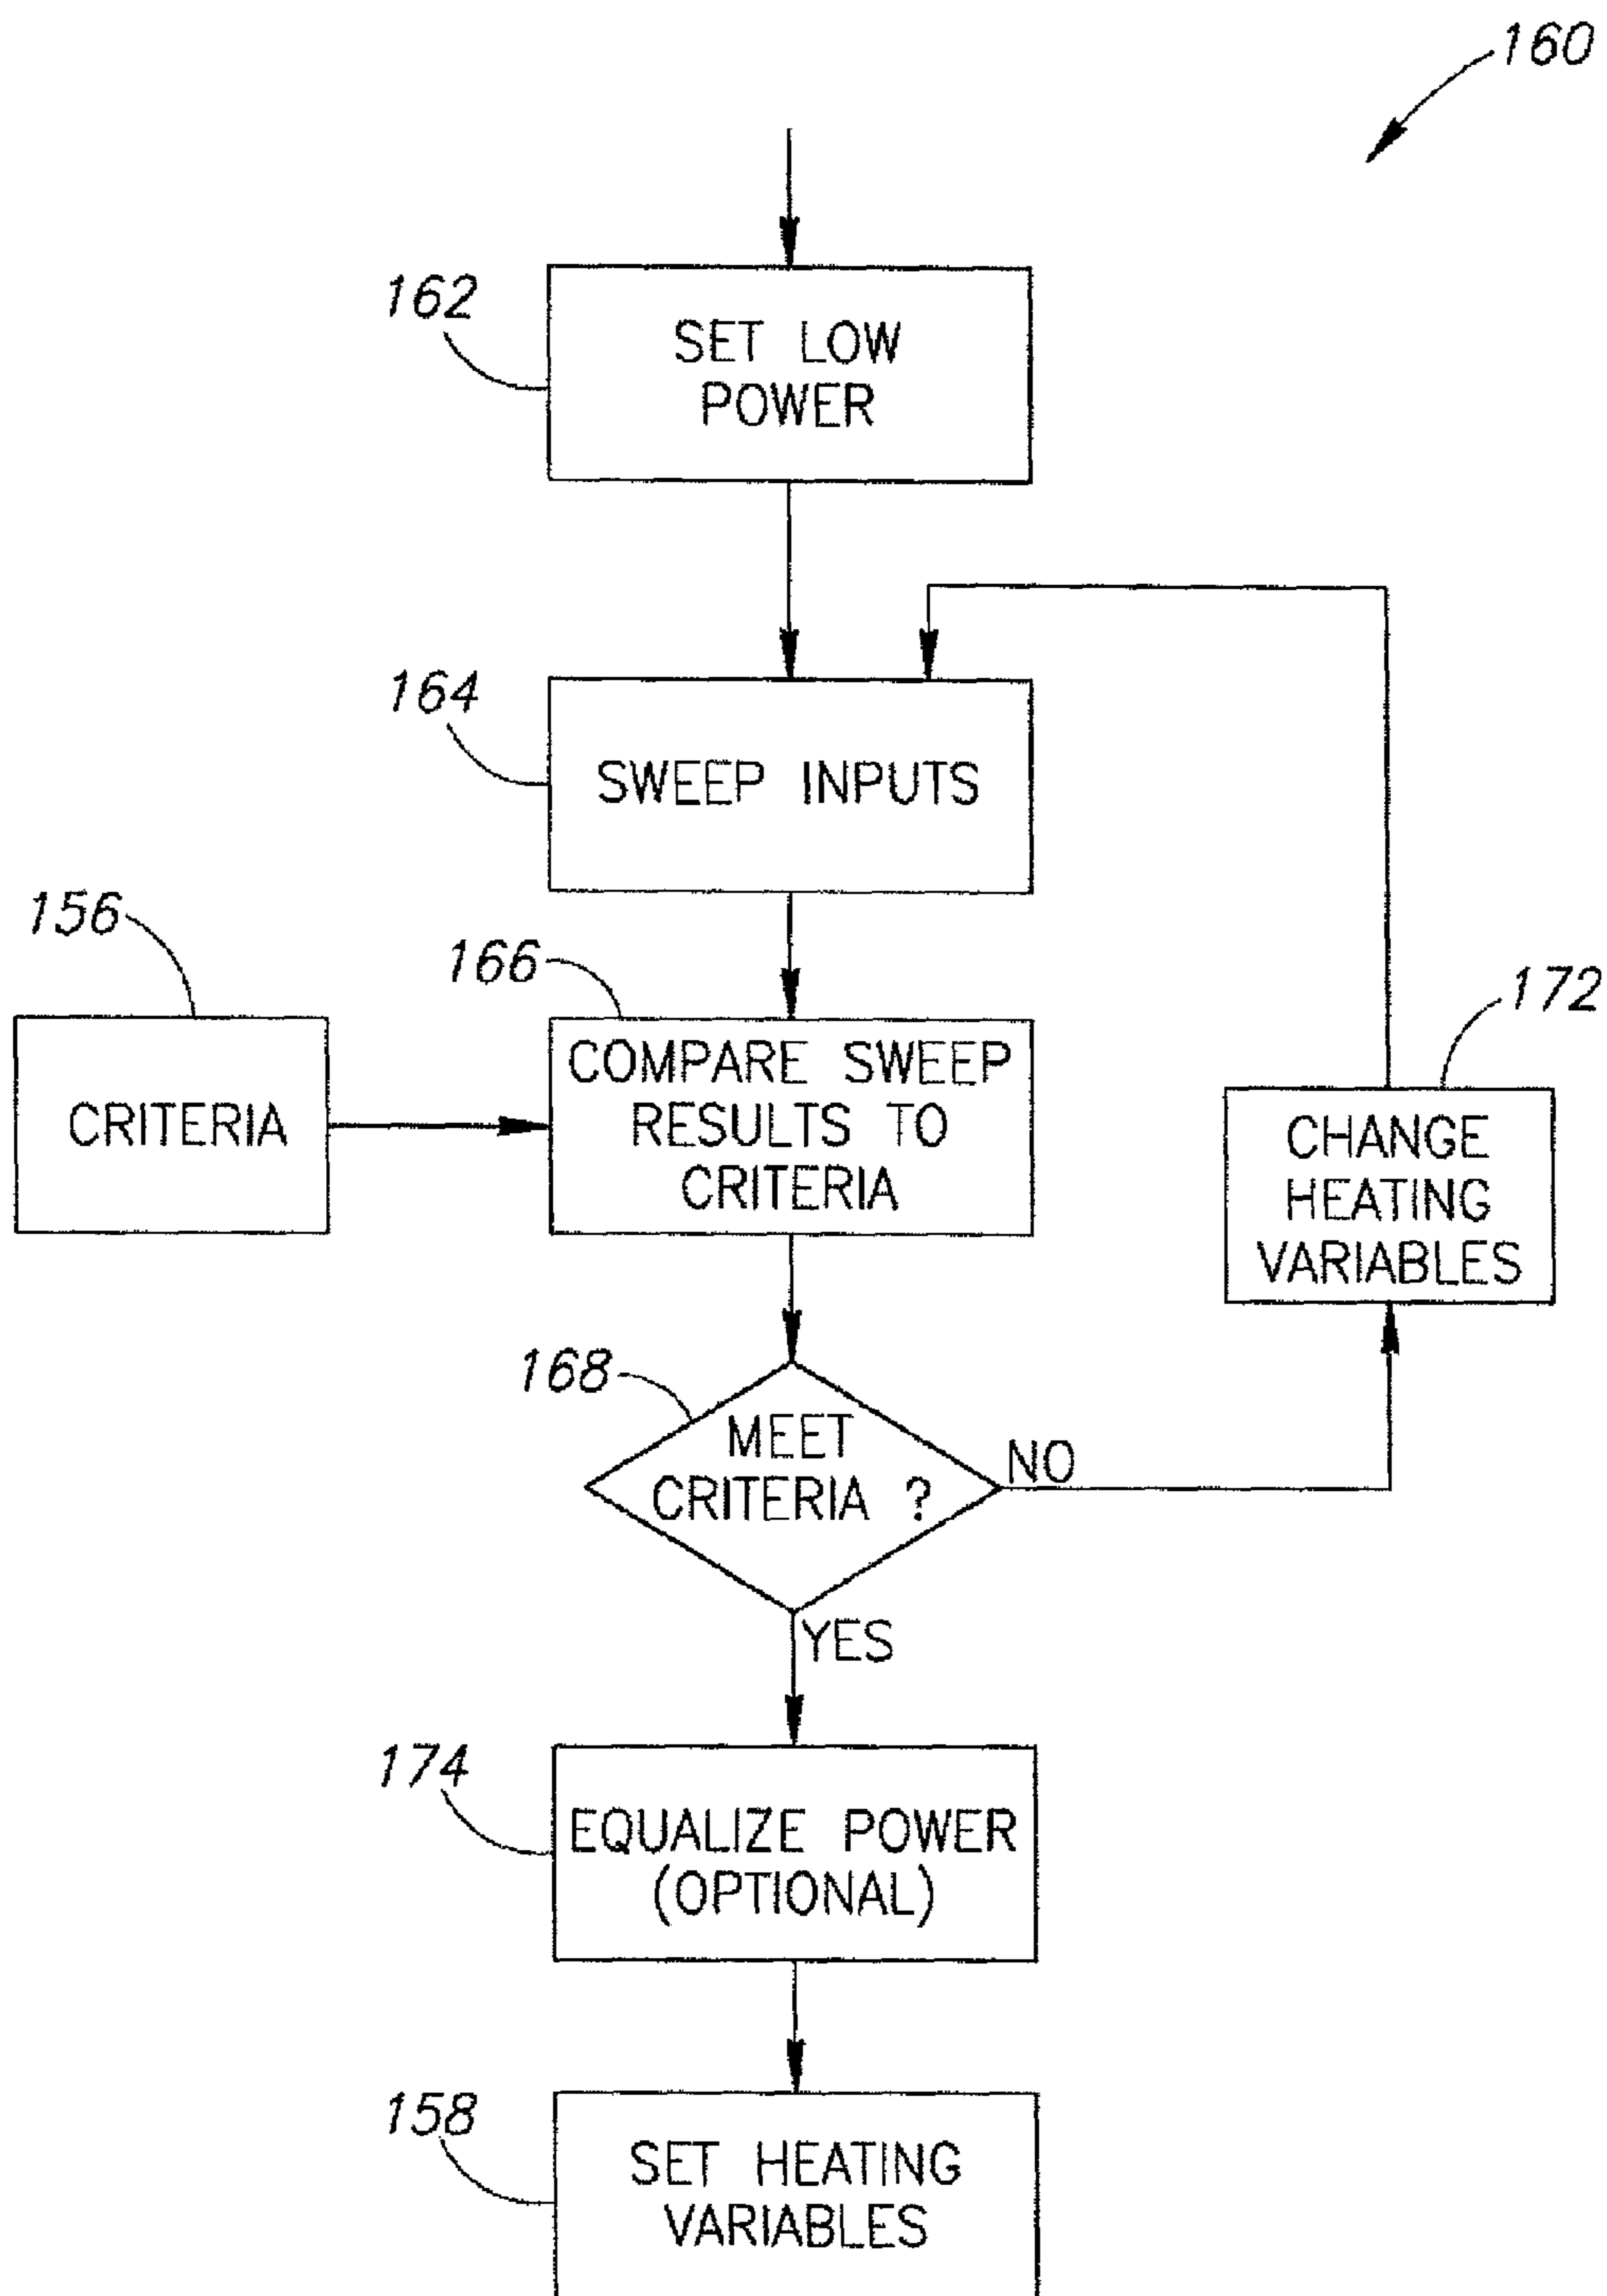 160
162
SET LOW
POWER
164
SWEEP INPUTS
156
CRITERIA
166
COMPARE SWEEP
RESULTS TO
CRITERIA
172
CHANGE
HEATING
VARIABLES
168
MEET
CRITERIA ?
NO
YES
174
EQUALIZE POWER
(OPTIONAL)
158
SET HEATING
VARIABLES